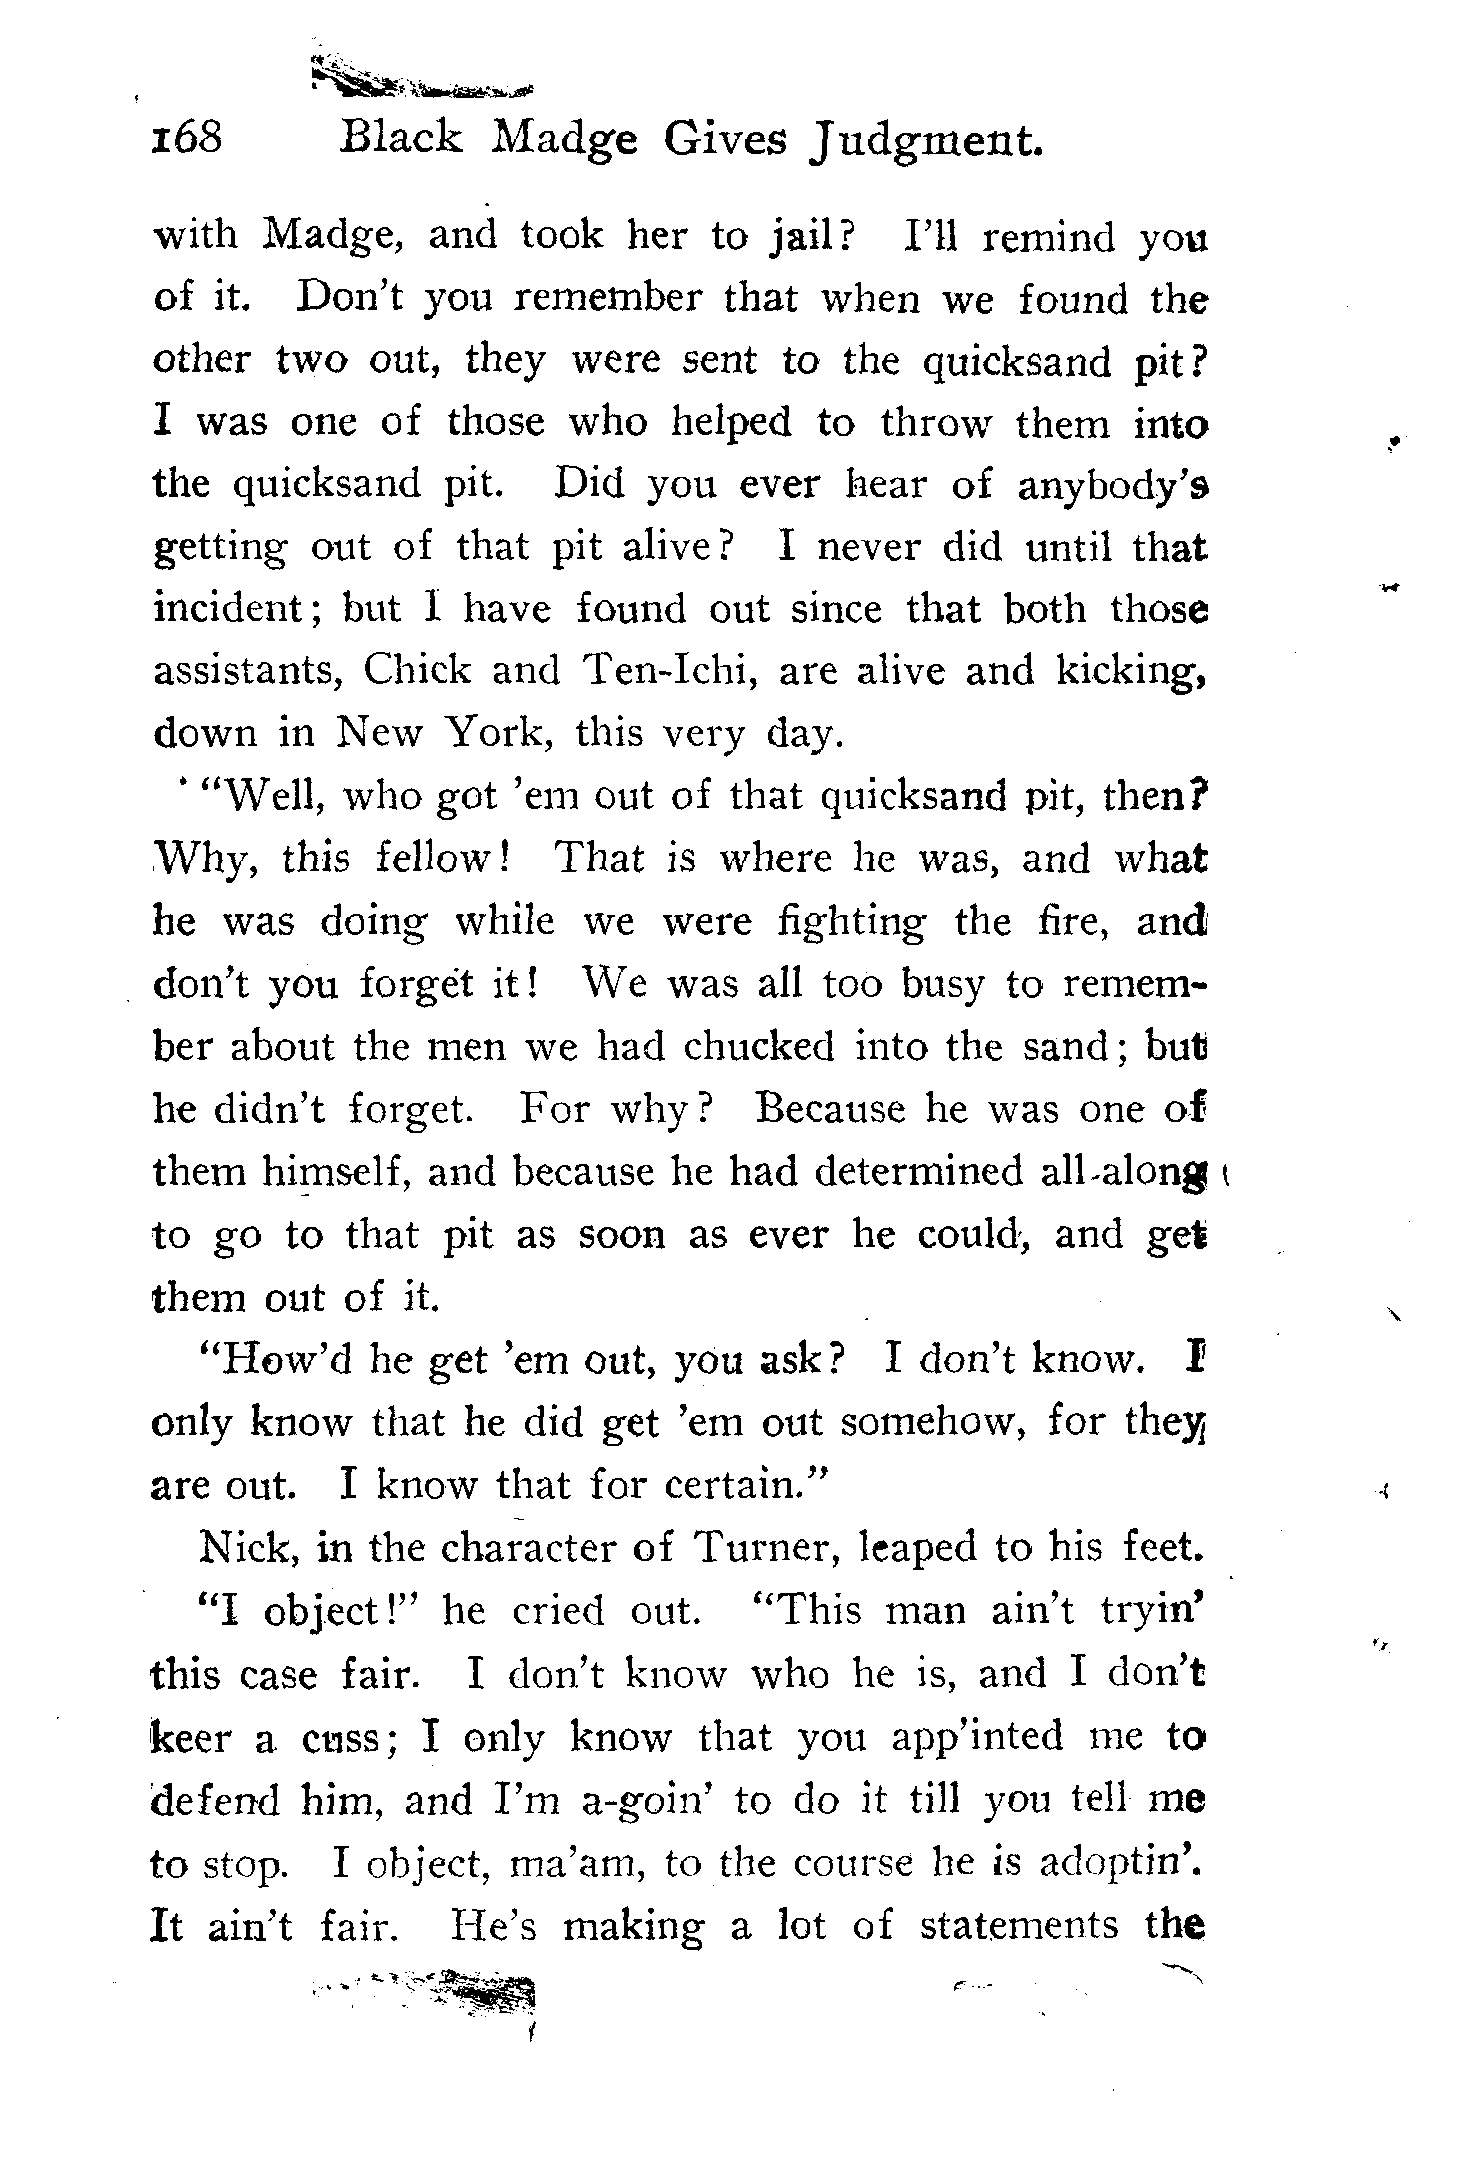 168 Black Madge Gives Judgment.
with Madge, and took her to jail? I'll remind you
of it. Don't you remember that when we found the
other two out, they were sent to the quicksand pit?
I was one of those who helped to throw them into
the quicksand pit. Did you ever hear of anybody's
getting out of that pit alive? I never did until that
incident; but I have found out since that both those
assistants, Chick and Ten-Ichi, are alive and kicking,
down in New York, this very day.
"Well, who got 'em out of that quicksand pit, then?
Why, this fellow! That is where he was, and what
he was doing while we were fighting the fire, and
don't you forget it! We was all too busy to remem-
ber about the men we had chucked into the sand; but
he didn't forget. For why? Because he was one of
them himself, and because he had determined all-along
to go to that pit as soon as ever he could, and get
them out of it.
"How'd he get 'em out, you ask? I don't know. I
only know that he did get 'em out somehow, for they
are out. I know that for certain."
Nick, in the character of Turner, leaped to his feet.
"I object!" he cried out. "This man ain't tryin'
this case fair. I don't know who he is, and I don't
keer a cuss; I only know that you app'inted me to
defend him, and I'm a-goin' to do it till you tell me
to stop. I object, ma'am, to the course he is adoptin'.
It ain't fair. He's making a lot of statements the